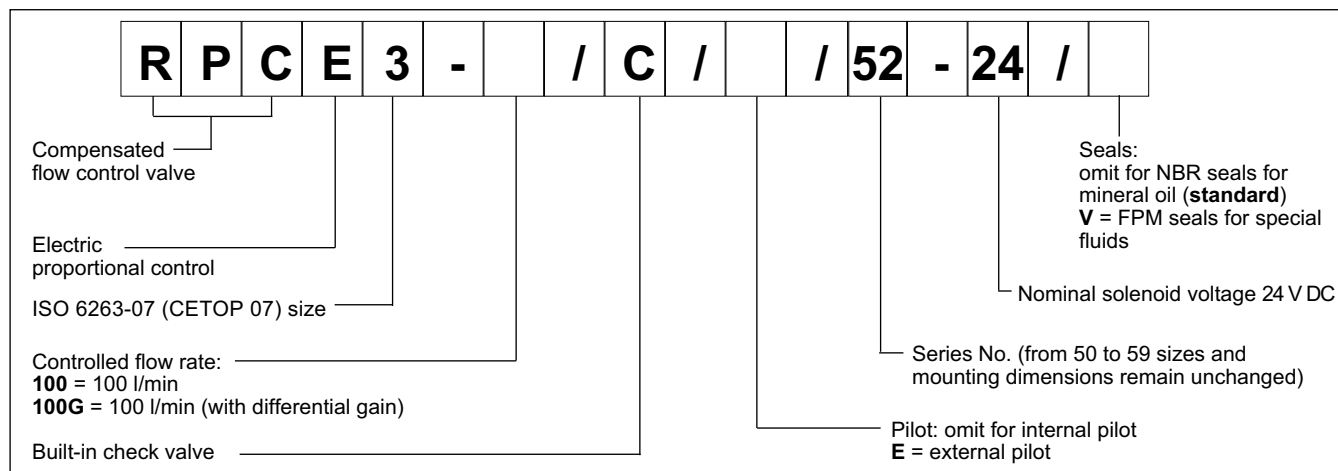 R P C E 3 - / C / / 52 - 24 /
Compensated
flow control valve
Electric
proportional control
ISO 6263-07 (CETOP 07) size
Controlled flow rate:
100 = 100 l/min
100G = 100 l/min (with differential gain)
Built-in check valve
Seals:
omit for NBR seals for
mineral oil (standard)
V = FPM seals for special
fluids
Nominal solenoid voltage 24 V DC
Series No. (from 50 to 59 sizes and
mounting dimensions remain unchanged)
Pilot: omit for internal pilot
E = external pilot